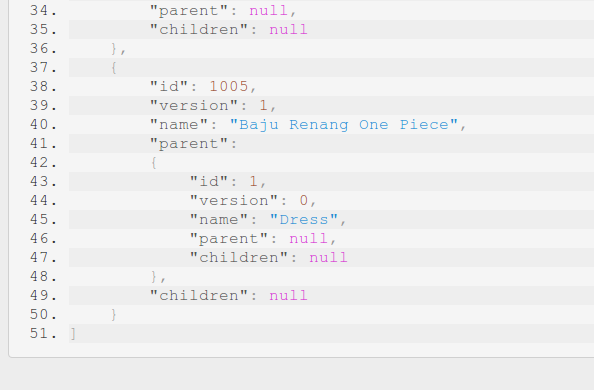 34. "parent": null,
35. "children": null
36. },
37. {
38. "id": 1005,
39. "version": 1,
40. "name": "Baju Renang One Piece",
41. "parent":
42. {
43. "id": 1,
44. "version": 0,
45. "name": "Dress",
46. "parent": null,
47. "children": null
48. },
49. "children": null
50. }
51. ]